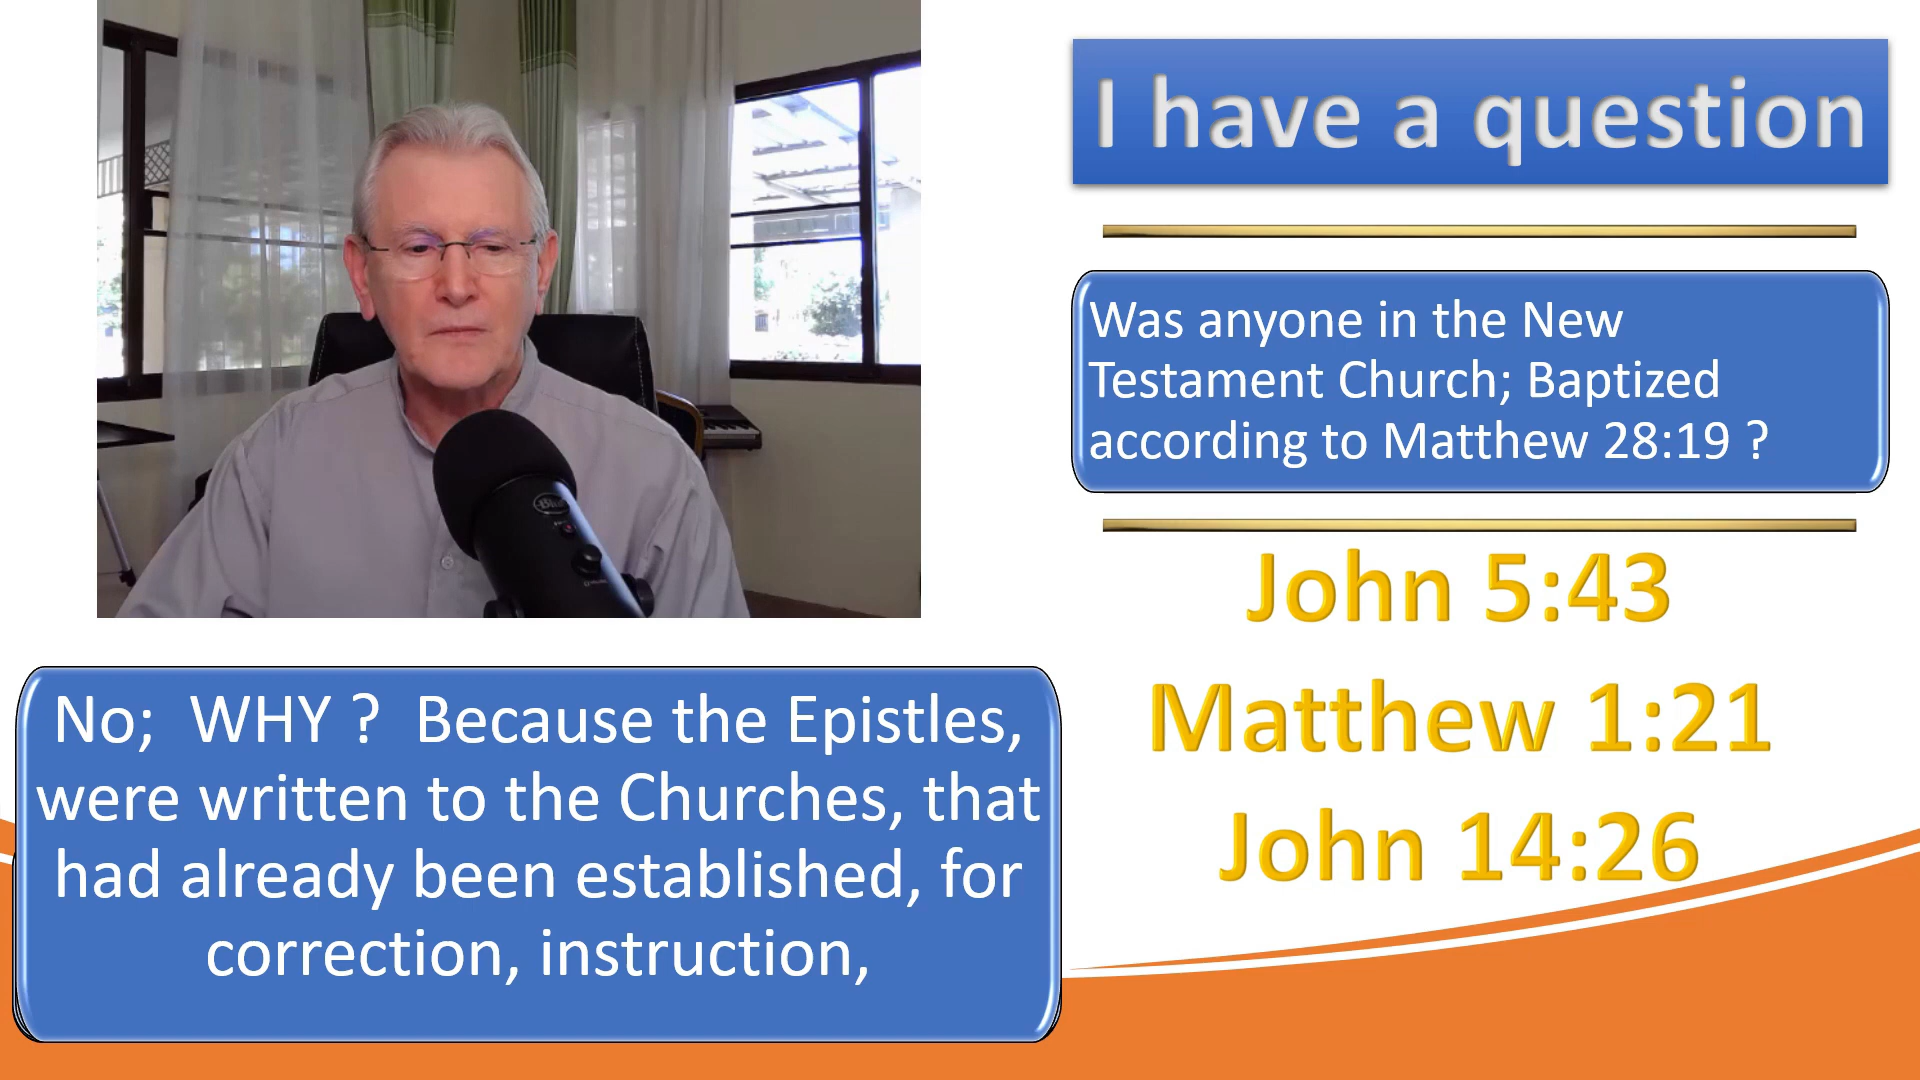 I have a question
Was anyone in the New
Testament Church; Baptized
according to Matthew 28:19 ?
John 5:43
Matthew 1:21
John 14:26
No;  WHY ?  Because the Epistles,
were written to the Churches, that
had already been established, for
correction, instruction,
Blue